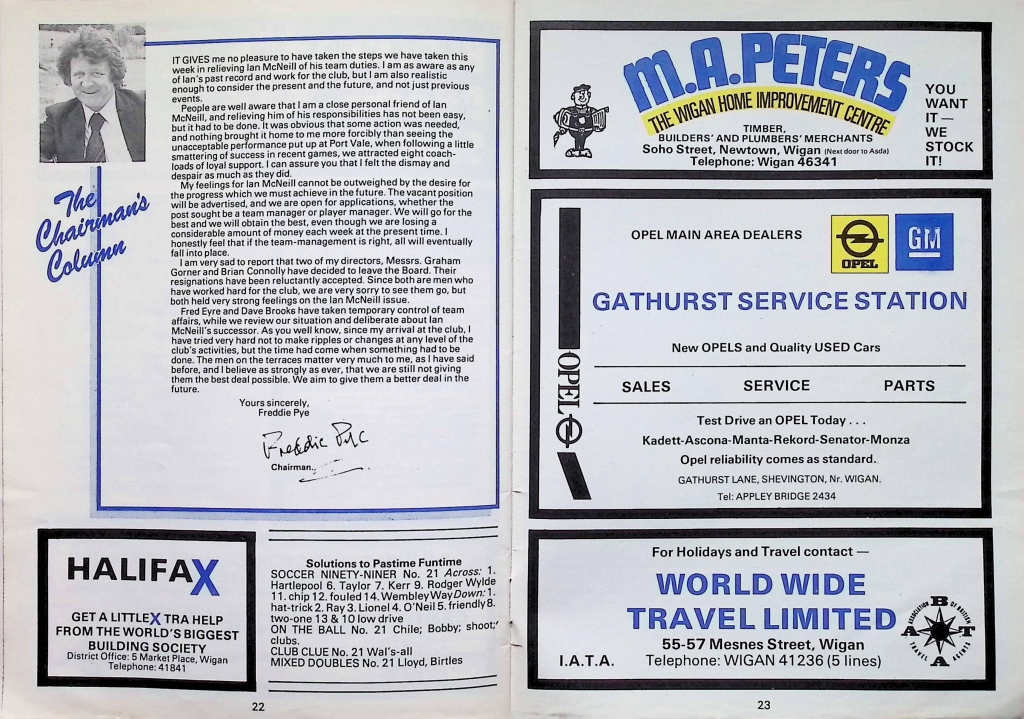 The
Chairman's
Column
IT GIVES me no pleasure to have taken the steps we have taken this
week in relieving Ian McNeill of his team duties. I am as aware as any
of Ian's past record and work for the club, but I am also realistic
enough to consider the present and the future, and not just previous
events.
People are well aware that I am a close personal friend of Ian
McNeill, and relieving him of his responsibilities has not been easy,
but it had to be done. It was obvious that some action was needed,
and nothing brought it home to me more forcibly than seeing the
unacceptable performance put up at Port Vale, when following a little
smattering of success in recent games, we attracted eight coach-
loads of loyal support. I can assure you that I felt the dismay and
despair as much as they did.
My feelings for Ian McNeill cannot be outweighed by the desire for
the progress which we must achieve in the future. The vacant position
will be advertised, and we are open for applications, whether the
post sought be a team manager or player manager. We will go for the
best and we will obtain the best, even though we are losing a
considerable amount of money each week at the present time. I
honestly feel that if the team-management is right, all will eventually
fall into place.
I am very sad to report that two of my directors, Messrs. Graham
Gorner and Brian Connolly have decided to leave the Board. Their
resignations have been reluctantly accepted. Since both are men who
have worked hard for the club, we are very sorry to see them go, but
both held very strong feelings on the Ian McNeill issue.
Fred Eyre and Dave Brooks have taken temporary control of team
affairs, while we review our situation and deliberate about Ian
McNeill's successor. As you well know, since my arrival at the club, I
have tried very hard not to make ripples or changes at any level of the
club's activities, but the time had come when something had to be
done. The men on the terraces matter very much to me, as I have said
before, and I believe as strongly as ever, that we are still not giving
them the best deal possible. We aim to give them a better deal in the
future.
Yours sincerely,
Freddie Pye
Freddie Pye
Chairman.
HALIFAX
GET A LITTLE X TRA HELP
FROM THE WORLD'S BIGGEST
BUILDING SOCIETY
District Office: 5 Market Place, Wigan
Telephone: 41841
Solutions to Pastime Funtime
SOCCER NINETY-NINER No. 21 Across: 1.
Hartlepool 6. Taylor 7. Kerr 9. Rodger Wylde
11. chip 12. fouled 14. Wembley Way Down: 1.
hat-trick 2. Ray 3. Lionel 4. O'Neil 5. friendly 8.
two-one 13 & 10 low drive
ON THE BALL No. 21 Chile; Bobby; shoot;
clubs.
CLUB CLUE No. 21 Wal's-all
MIXED DOUBLES No. 21 Lloyd, Birtles
22
M.A.PETERS
THE WIGAN HOME IMPROVEMENT CENTRE
TIMBER,
BUILDERS' AND PLUMBERS' MERCHANTS
Soho Street, Newtown, Wigan (Next door to Asda)
Telephone: Wigan 46341
YOU
WANT
IT —
WE
STOCK
IT!
OPEL MAIN AREA DEALERS
OPEL
GM
GATHURST SERVICE STATION
New OPELS and Quality USED Cars
SALES SERVICE PARTS
OPEL
Test Drive an OPEL Today . . .
Kadett-Ascona-Manta-Rekord-Senator-Monza
Opel reliability comes as standard.
GATHURST LANE, SHEVINGTON, Nr. WIGAN.
Tel: APPLEY BRIDGE 2434
For Holidays and Travel contact —
WORLD WIDE
TRAVEL LIMITED
55-57 Mesnes Street, Wigan
I.A.T.A. Telephone: WIGAN 41236 (5 lines)
ABTA
ASSOCIATION OF BRITISH TRAVEL AGENTS
23